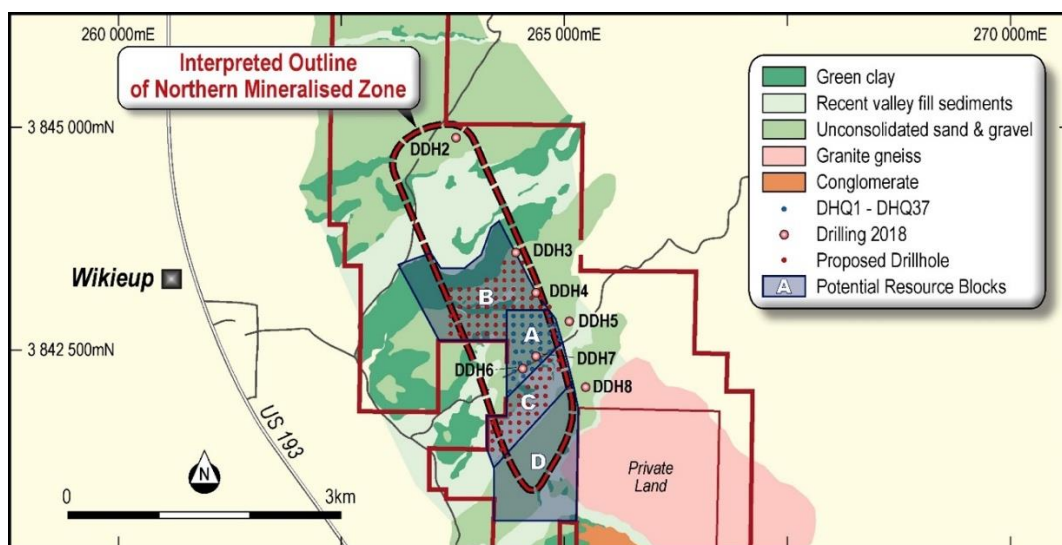 260 000mE
265 000mE
270 000mE
Interpreted Outline
of Northern Mineralised Zone
3 845 000mN
3 842 500mN
Wikieup
US 193
DDH2
DDH3
DDH4
DDH5
DDH7
DDH6
DDH8
B
A
C
D
Private
Land
N
0
3km
Green clay
Recent valley fill sediments
Unconsolidated sand & gravel
Granite gneiss
Conglomerate
DHQ1 - DHQ37
Drilling 2018
Proposed Drillhole
A Potential Resource Blocks